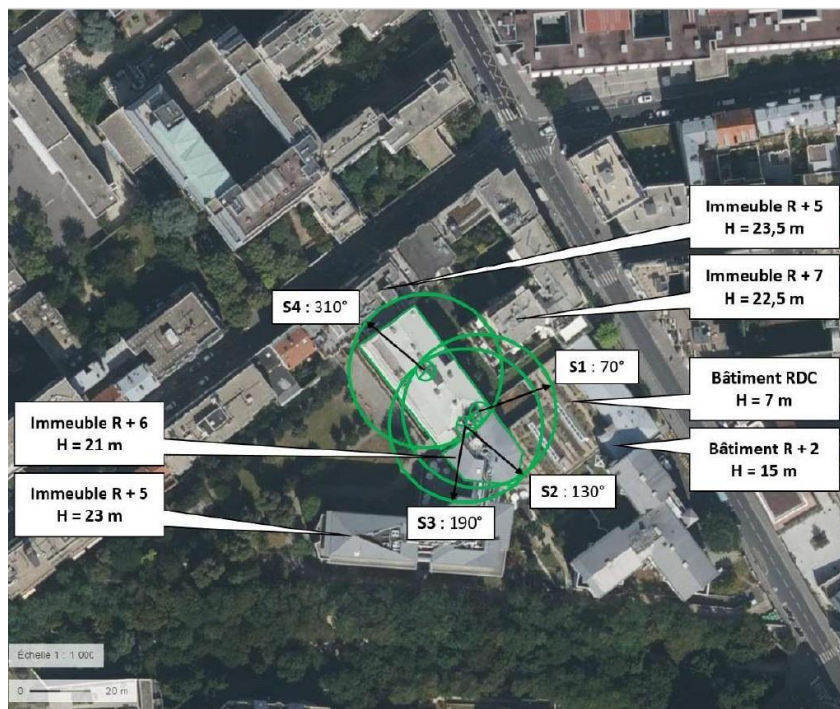 Immeuble R + 5
H = 23,5 m
Immeuble R + 7
H = 22,5 m
S4 : 310°
S1 : 70°
Bâtiment RDC
H = 7 m
Immeuble R + 6
H = 21 m
Bâtiment R + 2
H = 15 m
Immeuble R + 5
H = 23 m
S2 : 130°
S3 : 190°
Échelle 1 : 1 000
0 20 m